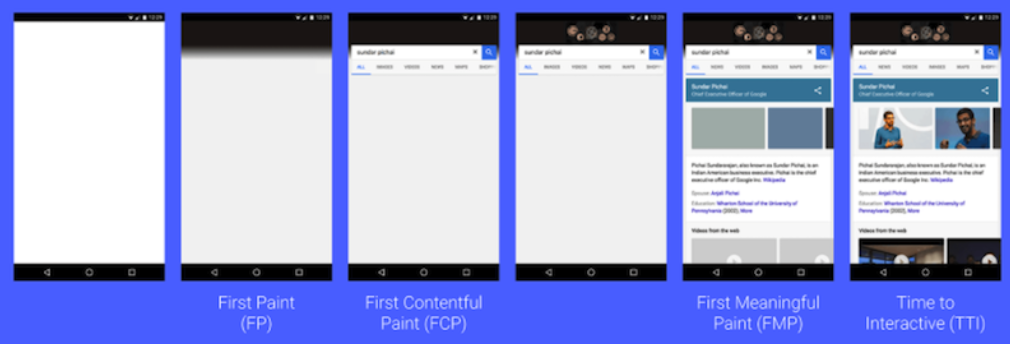 12:29
12:29
12:29
12:29
12:29
12:29
sundar pichai
ALL IMAGES VIDEOS NEWS MAPS
sundar pichai
ALL IMAGES VIDEOS NEWS MAPS
sundar pichai
ALL NEWS VIDEOS IMAGES MAPS
Sundar Pichai
Chief Executive Officer of Google
Pichai Sundararajan, also known as Sundar Pichai, is an
Indian American business executive. Pichai is the chief
executive officer of Google Inc. Wikipedia
Spouse: Anjali Pichai
Education: Wharton School of the University of
Pennsylvania (2002), More
Videos from the web
sundar pichai
ALL NEWS VIDEOS IMAGES MAPS
Sundar Pichai
Chief Executive Officer of Google
Pichai Sundararajan, also known as Sundar Pichai, is an
Indian American business executive. Pichai is the chief
executive officer of Google Inc. Wikipedia
Spouse: Anjali Pichai
Education: Wharton School of the University of
Pennsylvania (2002), More
Videos from the web
First Paint
(FP)
First Contentful
Paint (FCP)
First Meaningful
Paint (FMP)
Time to
Interactive (TTI)